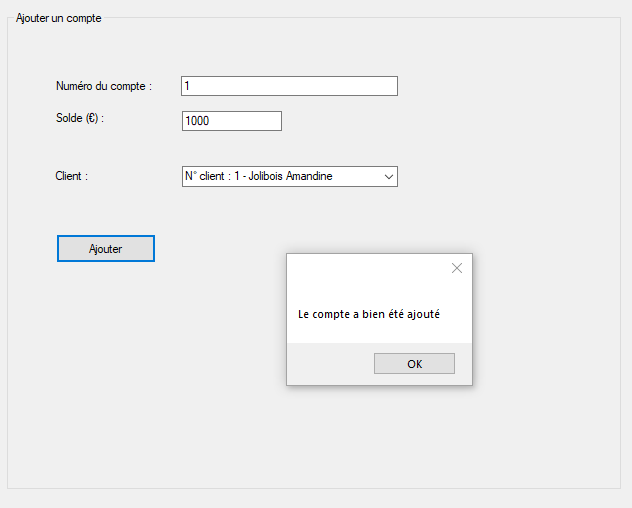 Ajouter un compte
Numéro du compte : 1
Solde (€) : 1000
Client : N° client : 1 - Jolibois Amandine
Ajouter
Le compte a bien été ajouté
OK